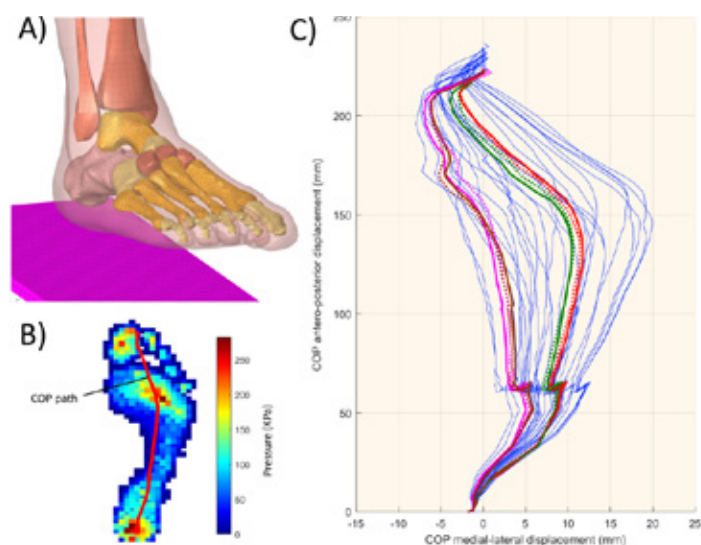 A)
B)
COP path
300
250
200
150
100
50
0
Pressure (KPa)
C)
250
200
150
100
50
0
COP antero-posterior displacement (mm)
-15 -10 -5 0 5 10 15 20 25
COP medial-lateral displacement (mm)